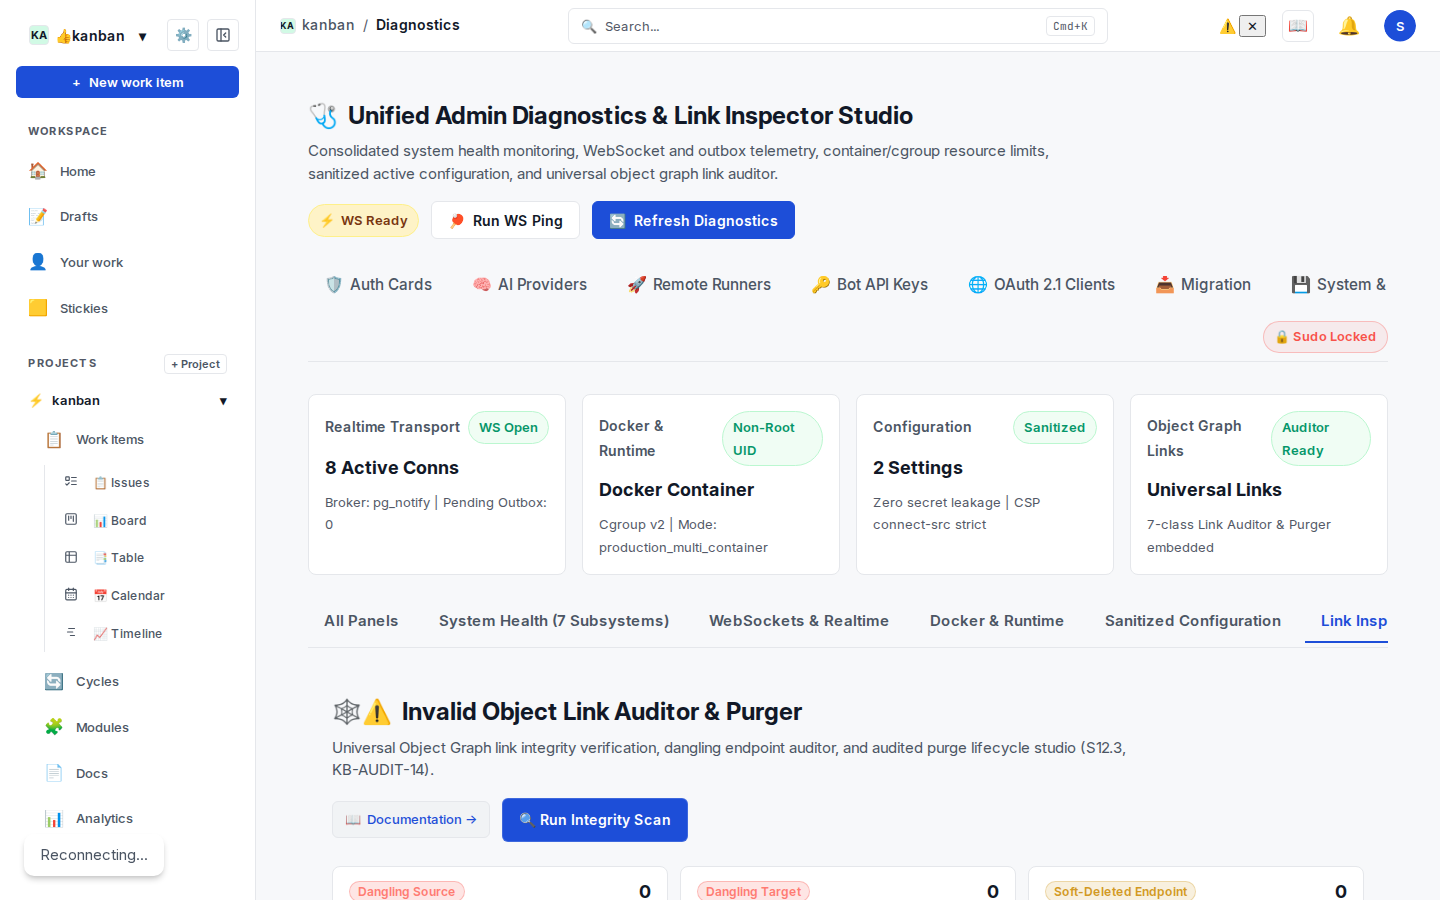 KA 👍kanban ▼
+ New work item
WORKSPACE
Home
Drafts
Your work
Stickies
PROJECTS
+ Project
kanban ▼
Work Items
Issues
Board
Table
Calendar
Timeline
Cycles
Modules
Docs
Analytics
Reconnecting...
KA kanban / Diagnostics
Search...
Cmd+K
✕
S
Unified Admin Diagnostics & Link Inspector Studio
Consolidated system health monitoring, WebSocket and outbox telemetry, container/cgroup resource limits,
sanitized active configuration, and universal object graph link auditor.
WS Ready
Run WS Ping
Refresh Diagnostics
Auth Cards
AI Providers
Remote Runners
Bot API Keys
OAuth 2.1 Clients
Migration
System &
Sudo Locked
Realtime Transport
WS Open
8 Active Conns
Broker: pg_notify | Pending Outbox:
0
Docker &
Runtime
Non-Root
UID
Docker Container
Cgroup v2 | Mode:
production_multi_container
Configuration
Sanitized
2 Settings
Zero secret leakage | CSP
connect-src strict
Object Graph
Links
Auditor
Ready
Universal Links
7-class Link Auditor & Purger
embedded
All Panels
System Health (7 Subsystems)
WebSockets & Realtime
Docker & Runtime
Sanitized Configuration
Link Insp
Invalid Object Link Auditor & Purger
Universal Object Graph link integrity verification, dangling endpoint auditor, and audited purge lifecycle studio (S12.3,
KB-AUDIT-14).
Documentation →
Run Integrity Scan
Dangling Source
0
Dangling Target
0
Soft-Deleted Endpoint
0